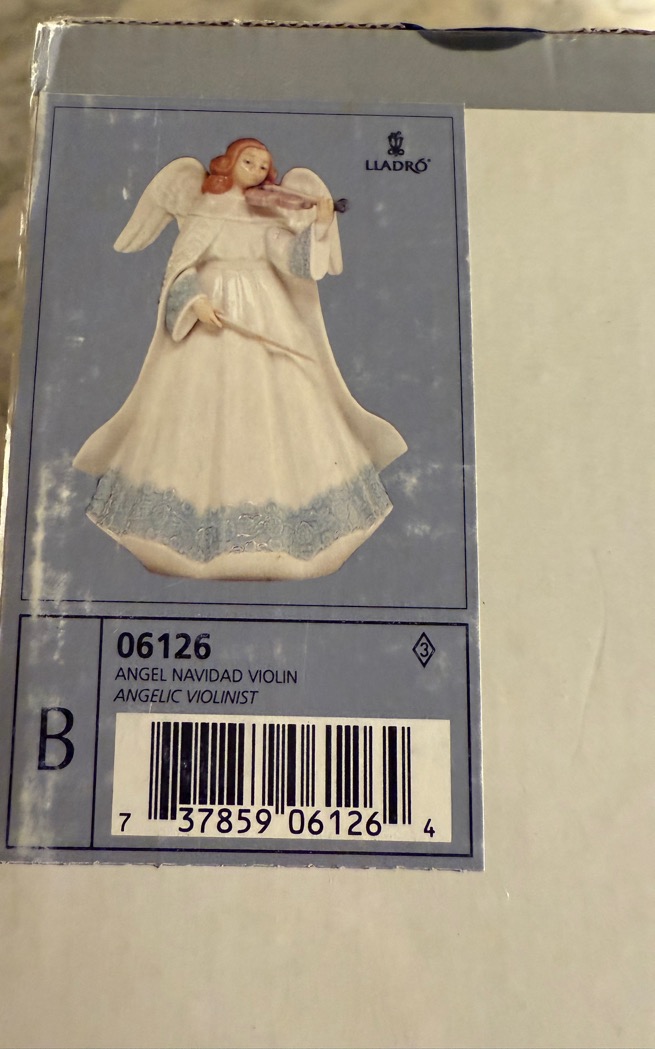 LLADRÓ®
06126
3
ANGEL NAVIDAD VIOLIN
ANGELIC VIOLINIST
B
7 37859 06126 4